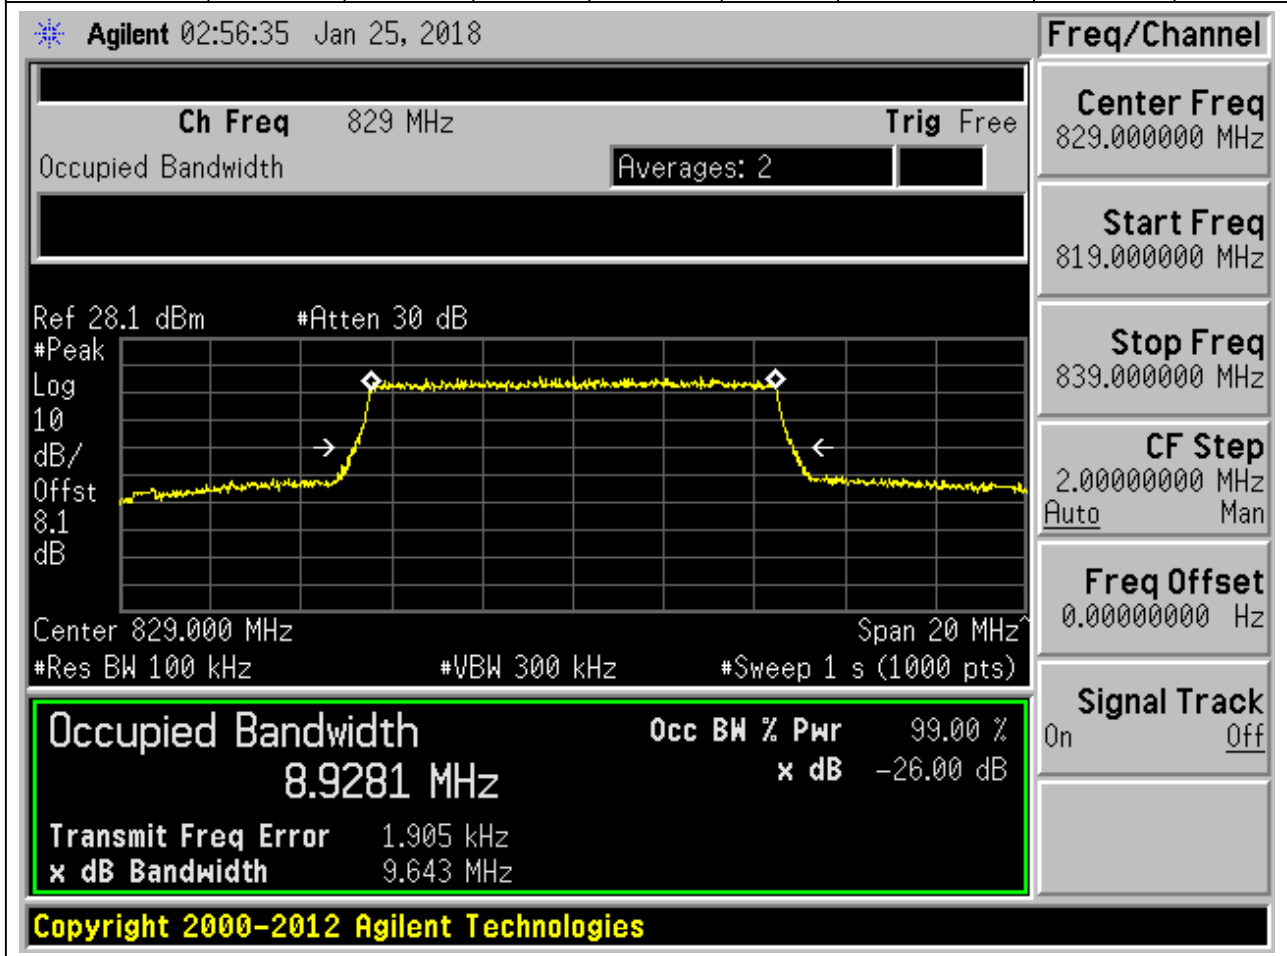 Agilent 02:56:35 Jan 25, 2018
Freq/Channel
Ch Freq 829 MHz Trig Free
Occupied Bandwidth Averages: 2
Ref 28.1 dBm #Atten 30 dB
#Peak
Log
10
dB/
Offst
8.1
dB
Center 829.000 MHz Span 20 MHz^
#Res BW 100 kHz #VBW 300 kHz #Sweep 1 s (1000 pts)
Occupied Bandwidth Occ BW % Pwr 99.00 %
8.9281 MHz x dB -26.00 dB
Transmit Freq Error 1.905 kHz
x dB Bandwidth 9.643 MHz
Copyright 2000-2012 Agilent Technologies
Center Freq
829.000000 MHz
Start Freq
819.000000 MHz
Stop Freq
839.000000 MHz
CF Step
2.00000000 MHz
Auto Man
Freq Offset
0.00000000 Hz
Signal Track
On Off